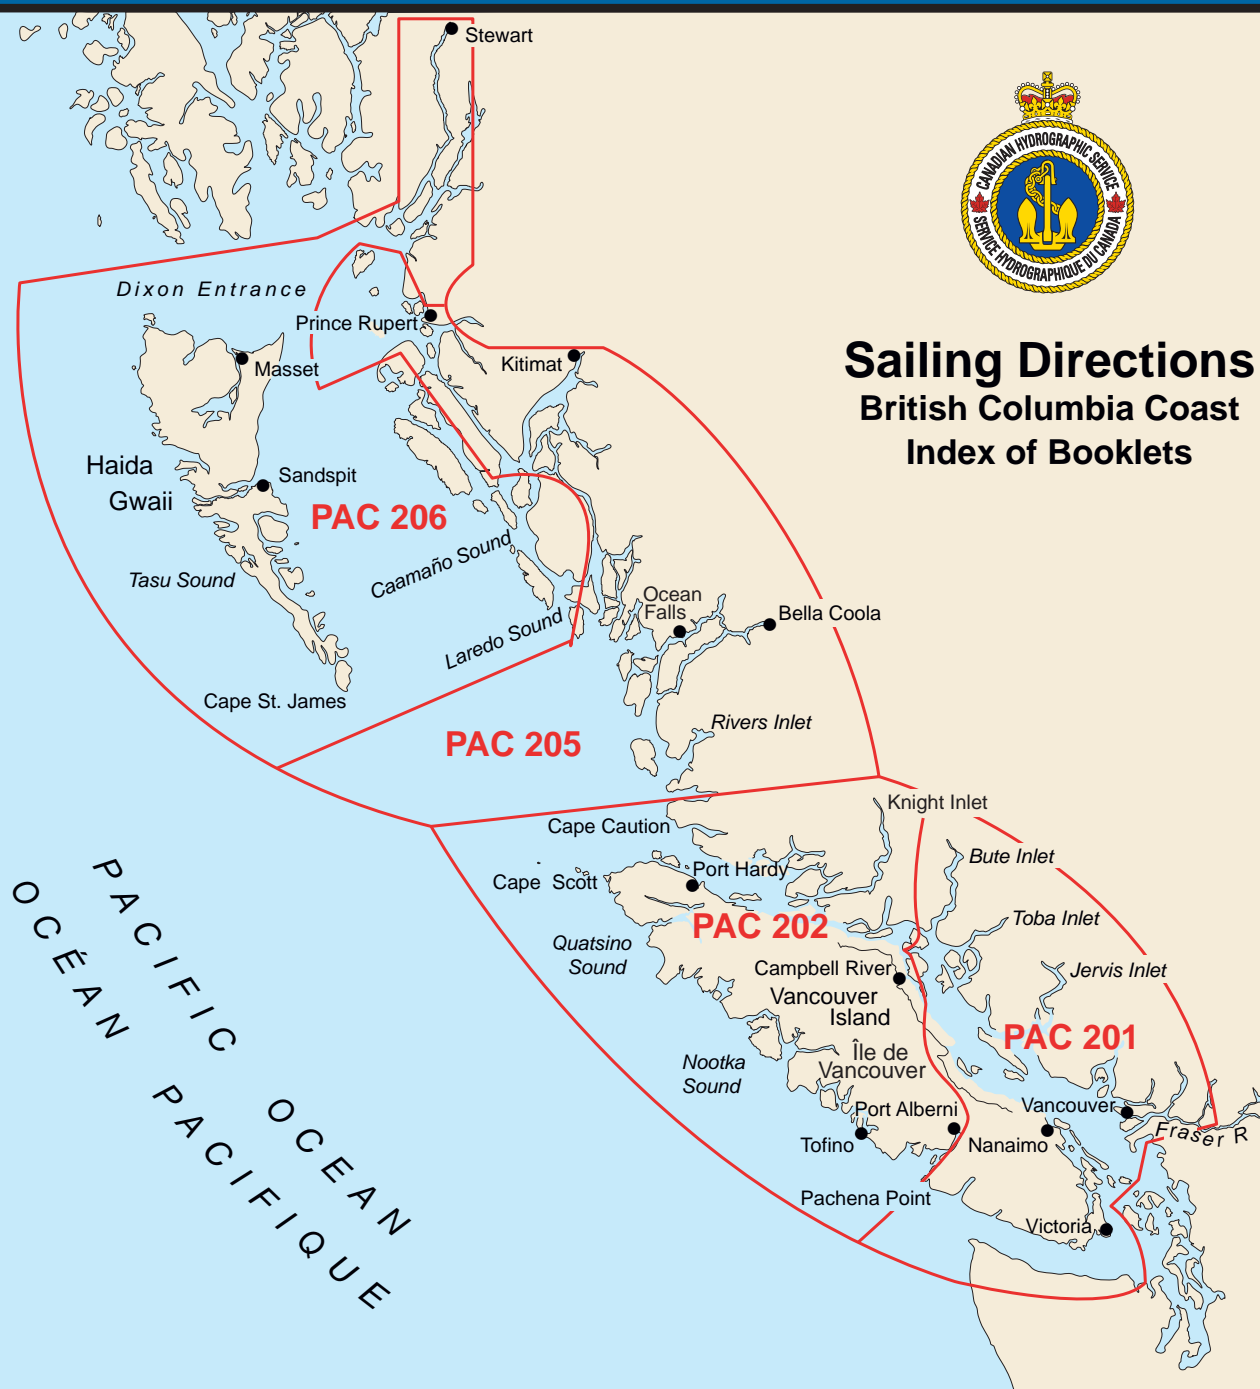 Stewart
CANADIAN HYDROGRAPHIC SERVICE
SERVICE HYDROGRAPHIQUE DU CANADA
Sailing Directions
British Columbia Coast
Index of Booklets
Dixon Entrance
Prince Rupert
Masset
Kitimat
Haida
Gwaii
Sandspit
PAC 206
Tasu Sound
Caamaño Sound
Laredo Sound
Ocean
Falls
Bella Coola
Cape St. James
PAC 205
Rivers Inlet
Knight Inlet
Cape Caution
Bute Inlet
Port Hardy
Cape Scott
Toba Inlet
PAC 202
Quatsino
Sound
Campbell River
Jervis Inlet
Vancouver
Island
PAC 201
Île de
Vancouver
Nootka
Sound
Port Alberni
Vancouver
Tofino
Nanaimo
Fraser R
Pachena Point
Victoria
PACIFIC OCEAN
OCÉAN PACIFIQUE